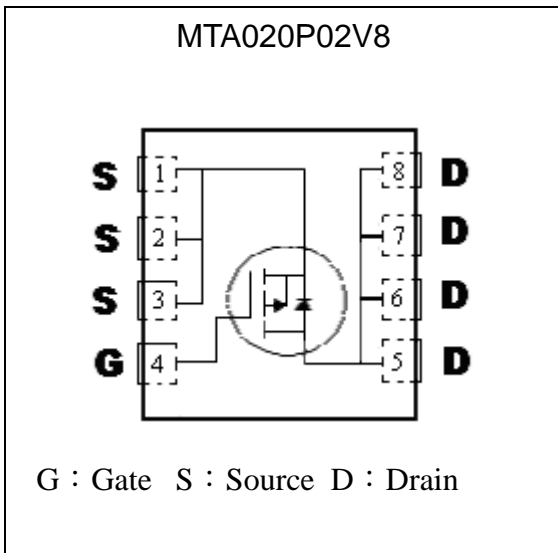 MTA020P02V8
S 1 8 D
S 2 7 D
S 3 6 D
G 4 5 D
G：Gate S：Source D：Drain